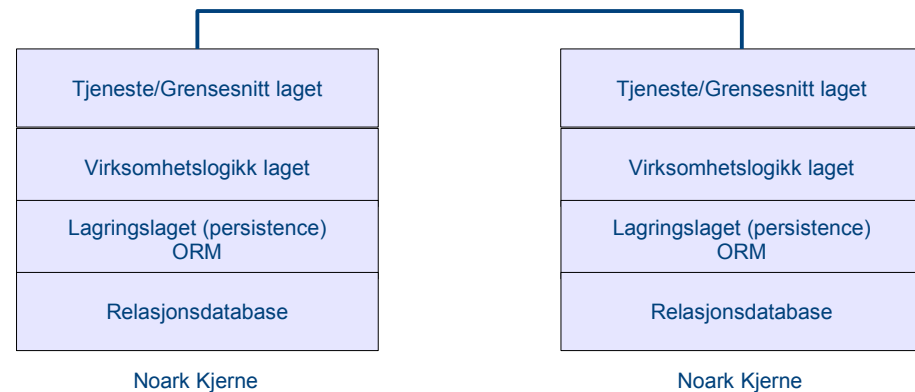 Tjeneste/Grensesnitt laget
Virksomhetslogikk laget
Lagringslaget (persistence)
ORM
Relasjonsdatabase
Noark Kjerne
Tjeneste/Grensesnitt laget
Virksomhetslogikk laget
Lagringslaget (persistence)
ORM
Relasjonsdatabase
Noark Kjerne